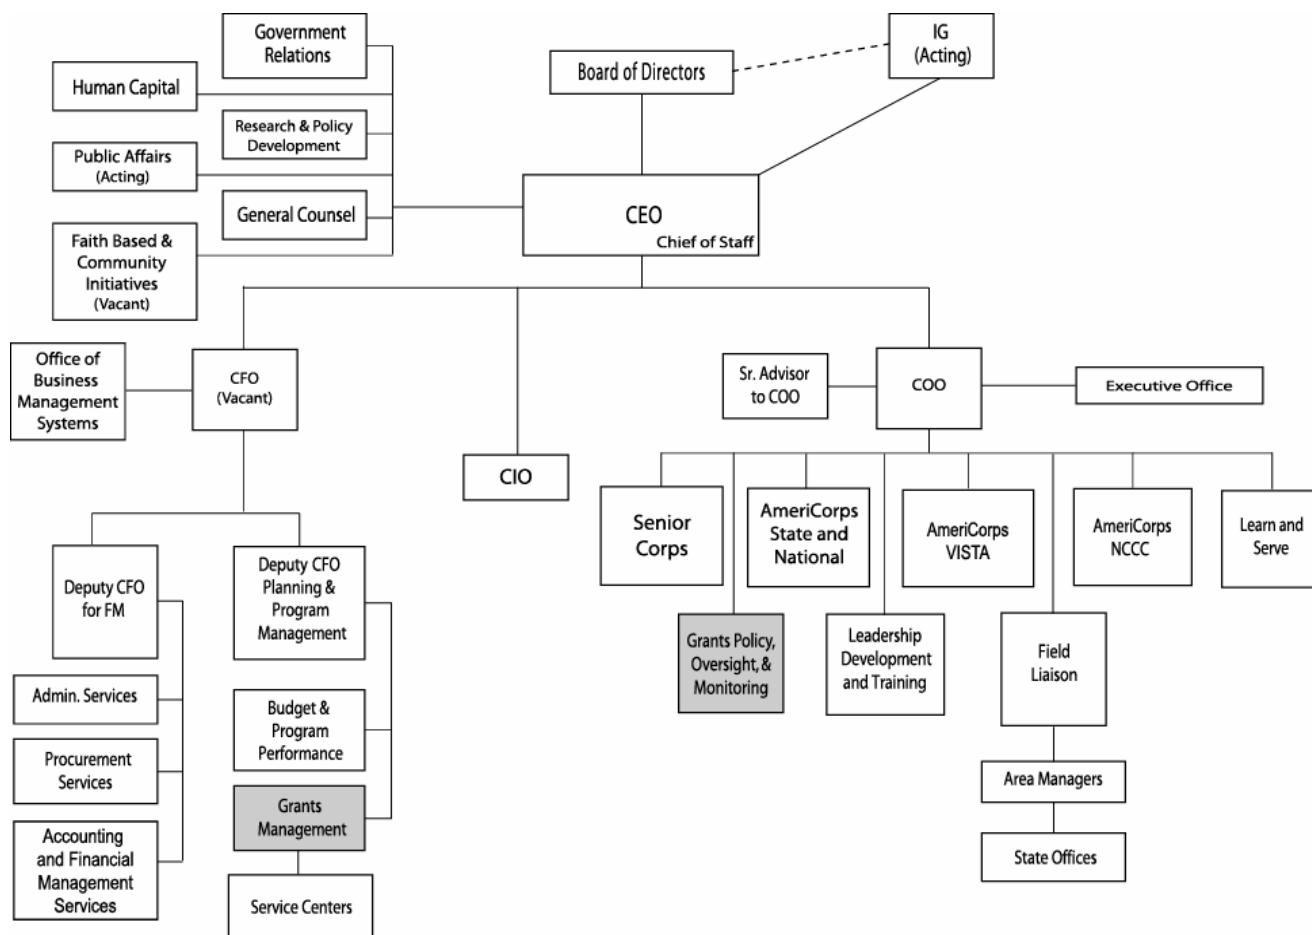 Government
Relations
IG
(Acting)
Board of Directors
Human Capital
Research & Policy
Development
Public Affairs
(Acting)
General Counsel
CEO
Chief of Staff
Faith Based &
Community
Initiatives
(Vacant)
Office of
Business
Management
Systems
CFO
(Vacant)
Sr. Advisor
to COO
COO
Executive Office
CIO
Senior
Corps
AmeriCorps
State and
National
AmeriCorps
VISTA
AmeriCorps
NCCC
Learn and
Serve
Deputy CFO
for FM
Deputy CFO
Planning &
Program
Management
Grants Policy,
Oversight, &
Monitoring
Leadership
Development
and Training
Field
Liaison
Admin. Services
Budget &
Program
Performance
Procurement
Services
Area Managers
Grants
Management
Accounting
and Financial
Management
Services
State Offices
Service Centers